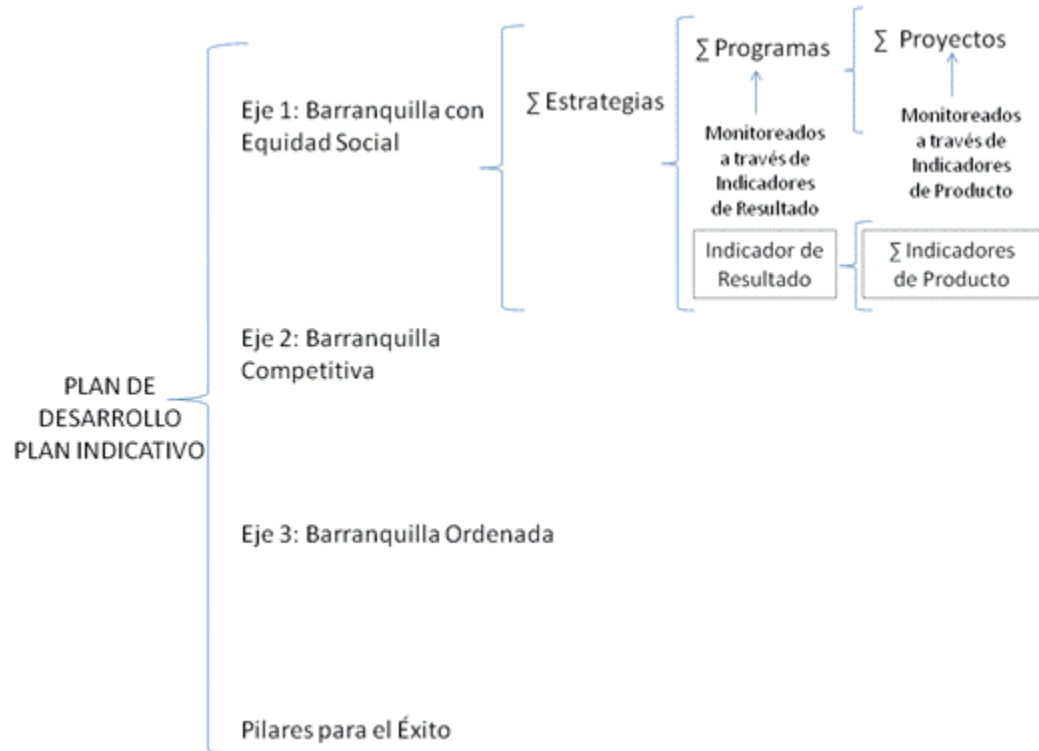 PLAN DE
DESARROLLO
PLAN INDICATIVO
Eje 1: Barranquilla con
Equidad Social
∑ Estrategias
∑ Programas
Monitoreados
a través de
Indicadores
de Resultado
Indicador de
Resultado
∑ Proyectos
Monitoreados
a través de
Indicadores
de Producto
∑ Indicadores
de Producto
Eje 2: Barranquilla
Competitiva
Eje 3: Barranquilla Ordenada
Pilares para el Éxito